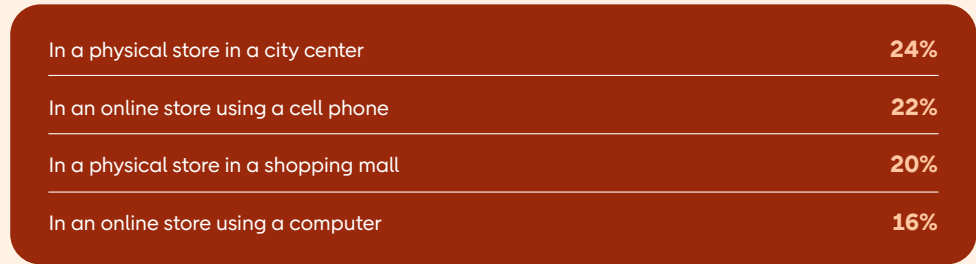 In a physical store in a city center 24%
In an online store using a cell phone 22%
In a physical store in a shopping mall 20%
In an online store using a computer 16%